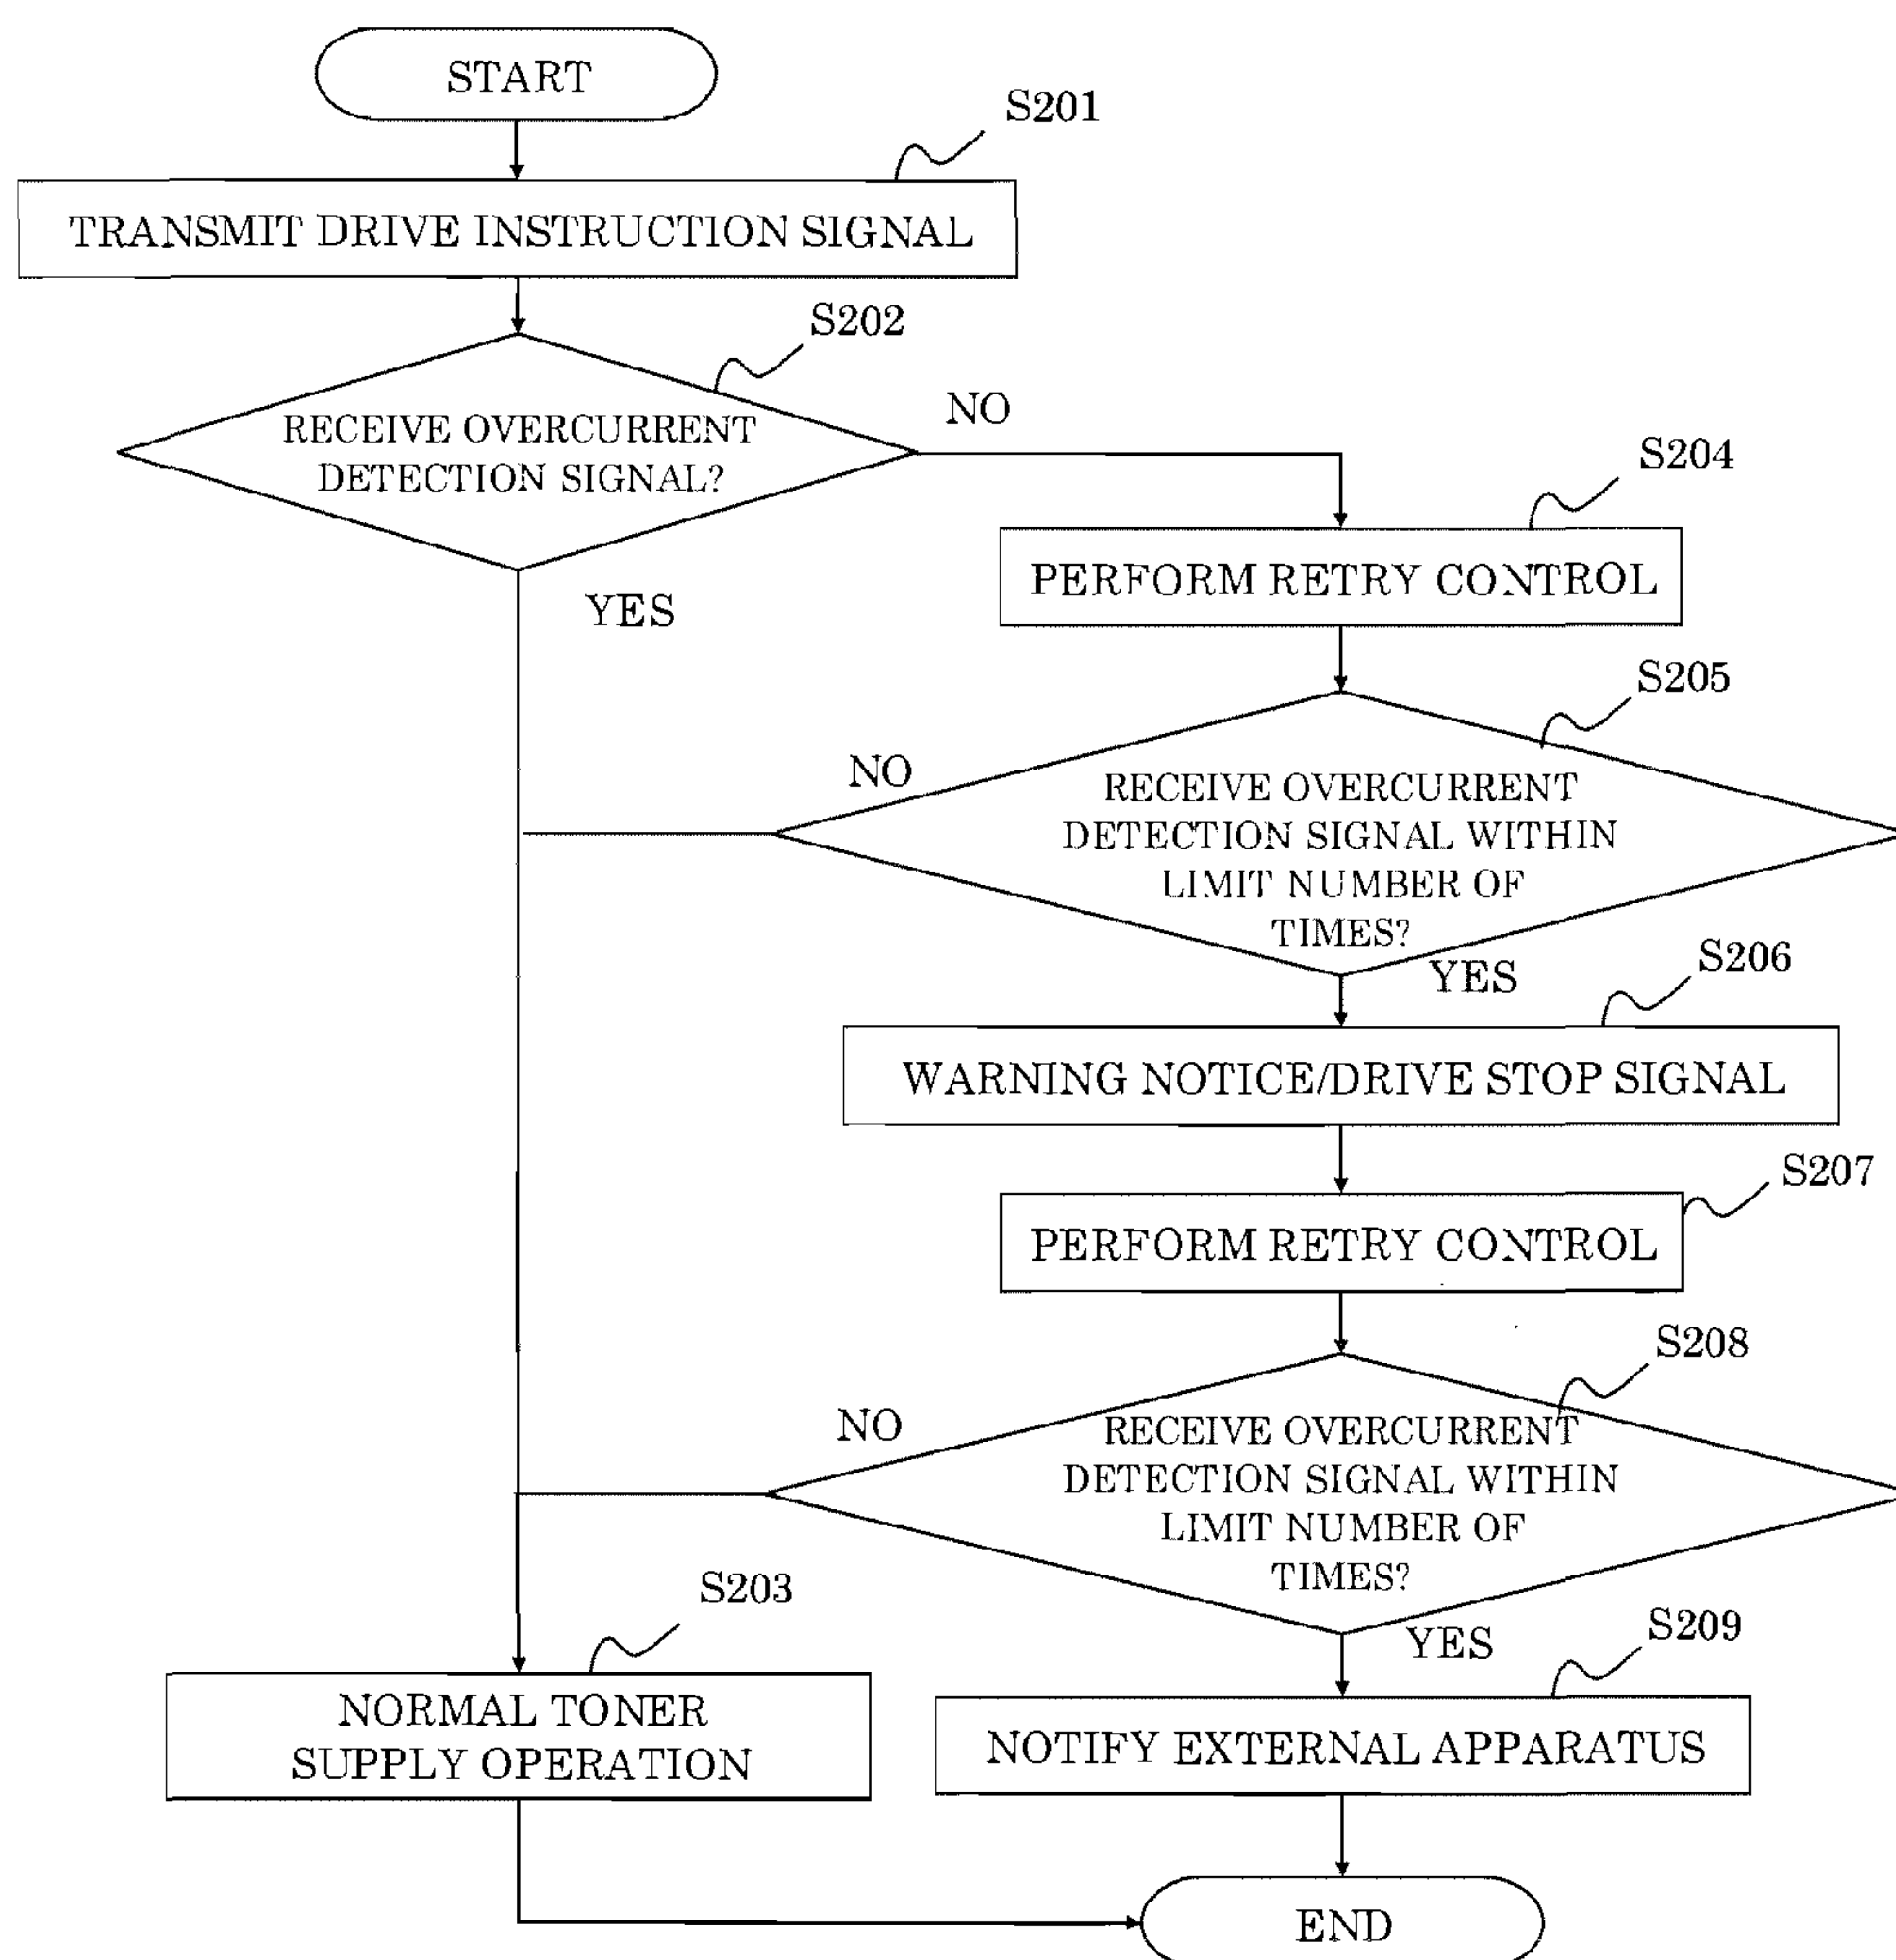 START
S201
TRANSMIT DRIVE INSTRUCTION SIGNAL
S202
RECEIVE OVERCURRENT
DETECTION SIGNAL?
NO
YES
S204
PERFORM RETRY CONTROL
S205
NO
RECEIVE OVERCURRENT
DETECTION SIGNAL WITHIN
LIMIT NUMBER OF
TIMES?
YES
S206
WARNING NOTICE/DRIVE STOP SIGNAL
S207
PERFORM RETRY CONTROL
S208
NO
RECEIVE OVERCURRENT
DETECTION SIGNAL WITHIN
LIMIT NUMBER OF
TIMES?
YES
S203
NORMAL TONER
SUPPLY OPERATION
S209
NOTIFY EXTERNAL APPARATUS
END